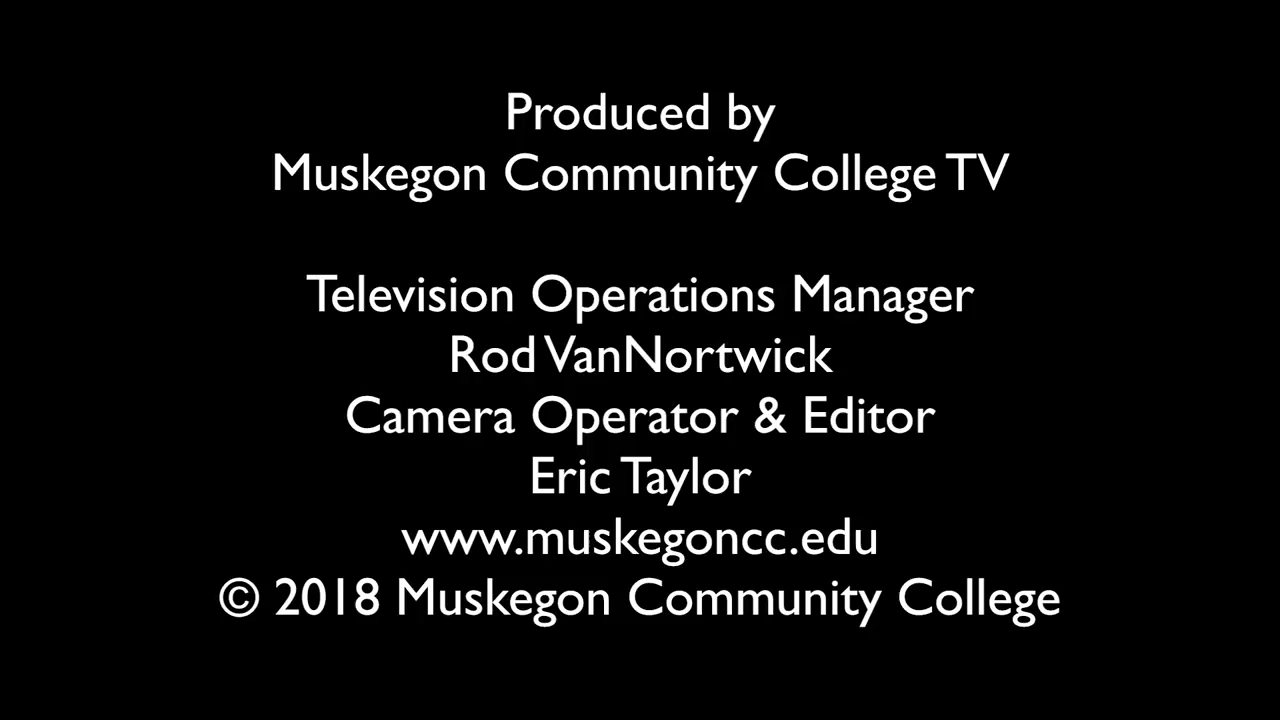 Produced by
Muskegon Community College TV
Television Operations Manager
Rod VanNortwick
Camera Operator & Editor
Eric Taylor
www.muskegoncc.edu
© 2018 Muskegon Community College